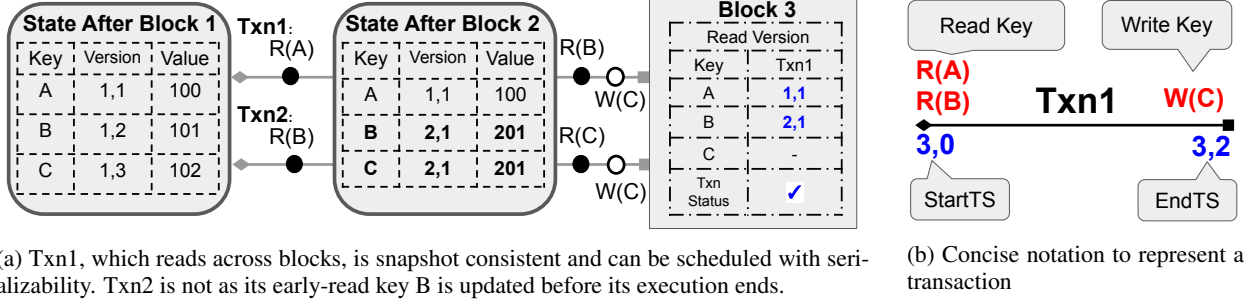 State After Block 1
Key Version Value
A 1,1 100
B 1,2 101
C 1,3 102
Txn1:
R(A)
Txn2:
R(B)
State After Block 2
Key Version Value
A 1,1 100
B 2,1 201
C 2,1 201
R(B)
W(C)
R(C)
W(C)
Block 3
Read Version
Key Txn1
A 1,1
B 2,1
C -
Txn Status ✓
Read Key
Write Key
R(A)
R(B)
Txn1
W(C)
3,0
3,2
StartTS
EndTS
(a) Txn1, which reads across blocks, is snapshot consistent and can be scheduled with seri-
alizability. Txn2 is not as its early-read key B is updated before its execution ends.
(b) Concise notation to represent a
transaction